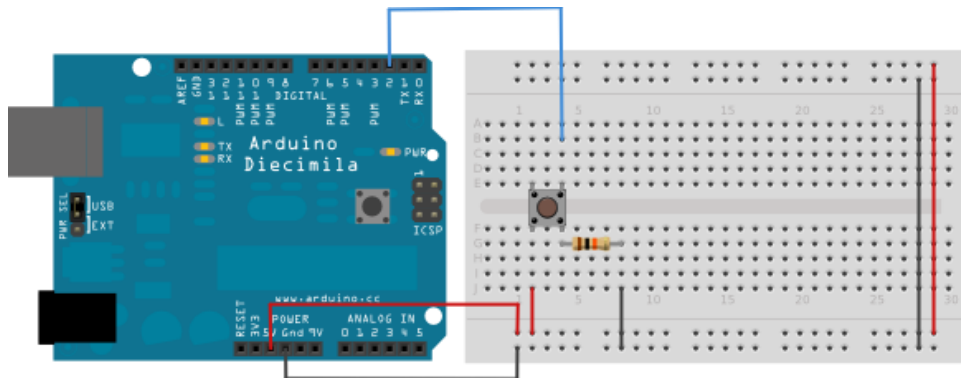 AREF
GND
13
12
11
10
9
8
7
6
5
4
3
2
TX 1
RX 0
PWM
PWM
PWM
PWM
PWM
PWM
DIGITAL
L
TX
RX
Arduino
Diecimila
PWR
1
ICSP
PWR SEL
USB
EXT
www.arduino.cc
POWER
ANALOG IN
RESET
3V3
5V Gnd 9V
0 1 2 3 4 5
1 5 10 15 20 25 30
A
B
C
D
E
F
G
H
I
J
1 5 10 15 20 25 30